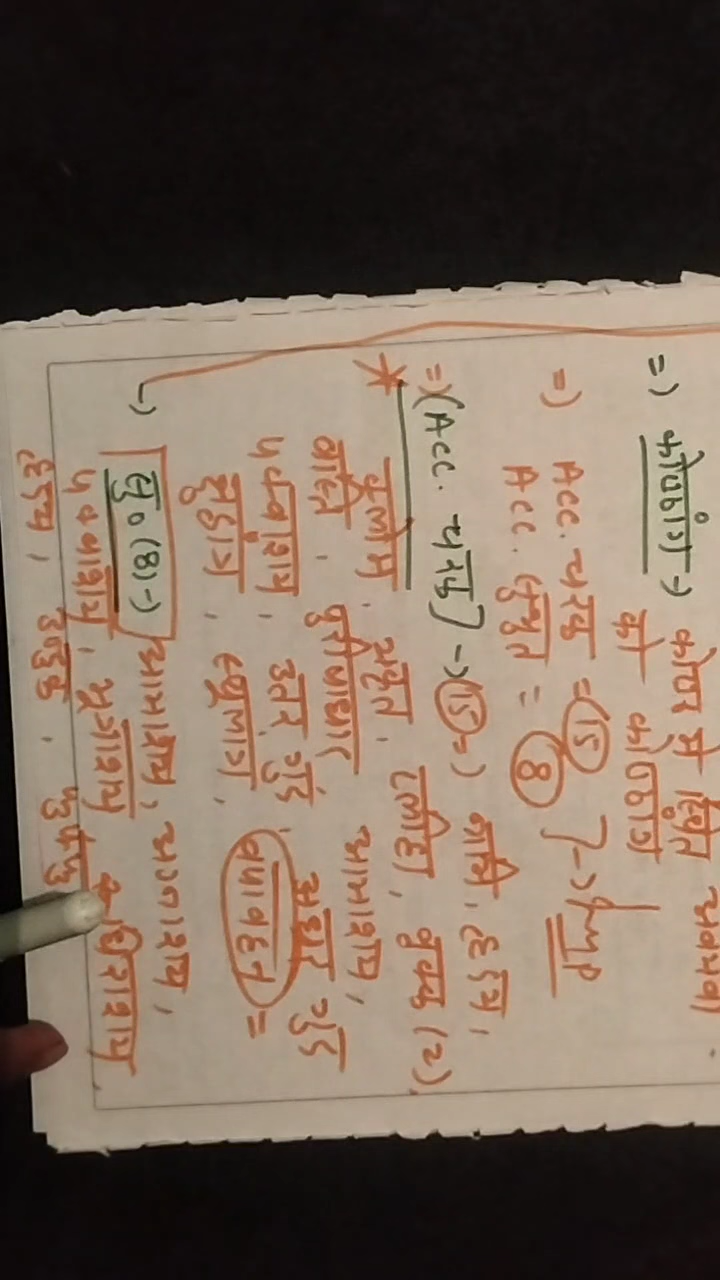 =) कोष्ठांग -> कोष्ठ में स्थित अवयवों
को कोष्ठांग
=) Acc. चरक = 15 } -> Imp
Acc. सुश्रुत = 8
=) (Acc. चरक) -> 15 =) नाभि, हृदय,
* क्लोम, यकृत, प्लीहा, वृक्क (2),
बस्ति, पुरीषाधार आमाशय,
पक्वाशय, उत्तर गुद, अधर गुद
क्षुद्रांत्र, स्थूलांत्र, वपावहन =
-> सु० (8) -) आमाशय, अग्न्याशय,
पक्वाशय, मूत्राशय, रुधिराशय,
हृदय, उण्डुक, फुफ्फुस